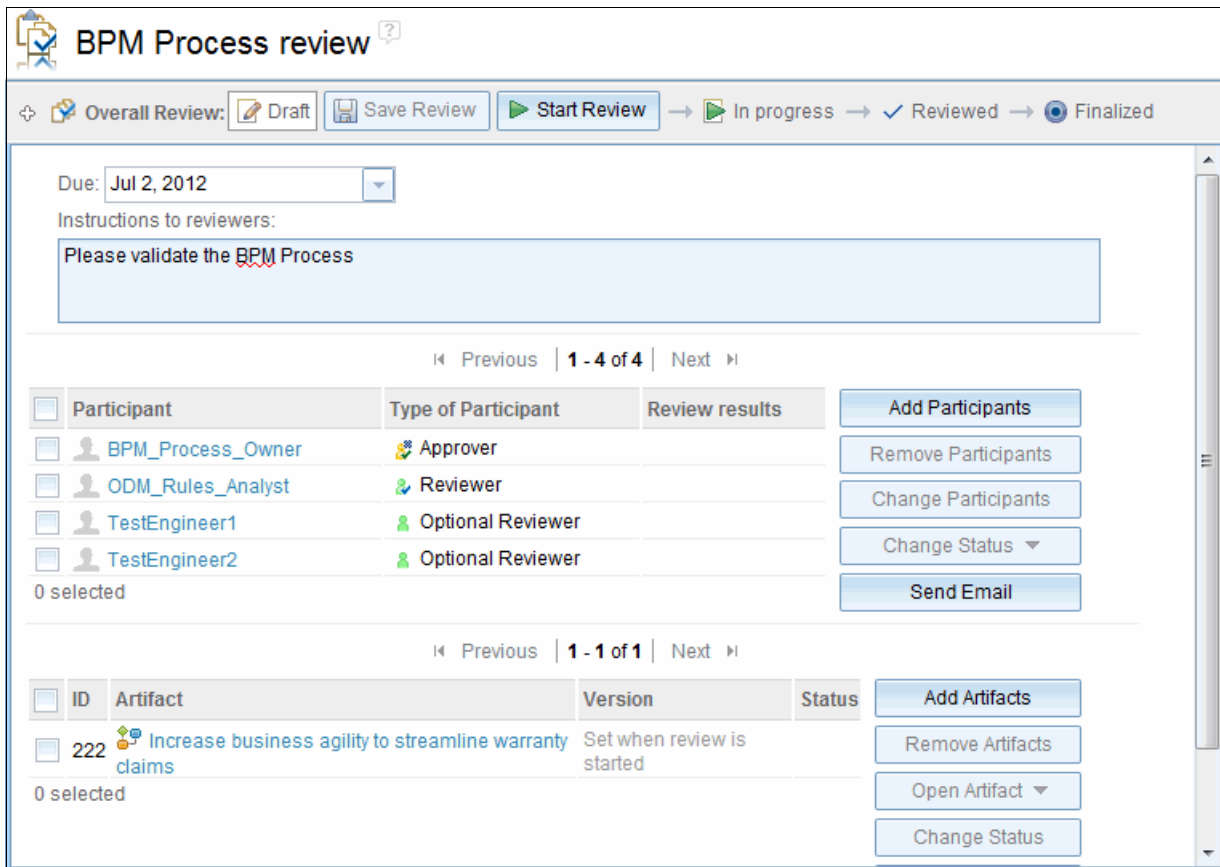 BPM Process review ?
Overall Review: Draft Save Review Start Review In progress Reviewed Finalized
Due: Jul 2, 2012
Instructions to reviewers:
Please validate the BPM Process
Previous 1 - 4 of 4 Next
Participant Type of Participant Review results Add Participants
BPM_Process_Owner Approver Remove Participants
ODM_Rules_Analyst Reviewer Change Participants
TestEngineer1 Optional Reviewer
Change Status
TestEngineer2 Optional Reviewer
0 selected Send Email
Previous 1 - 1 of 1 Next
ID Artifact Version Status Add Artifacts
222 Increase business agility to streamline warranty Set when review is Remove Artifacts
claims started
0 selected Open Artifact
Change Status